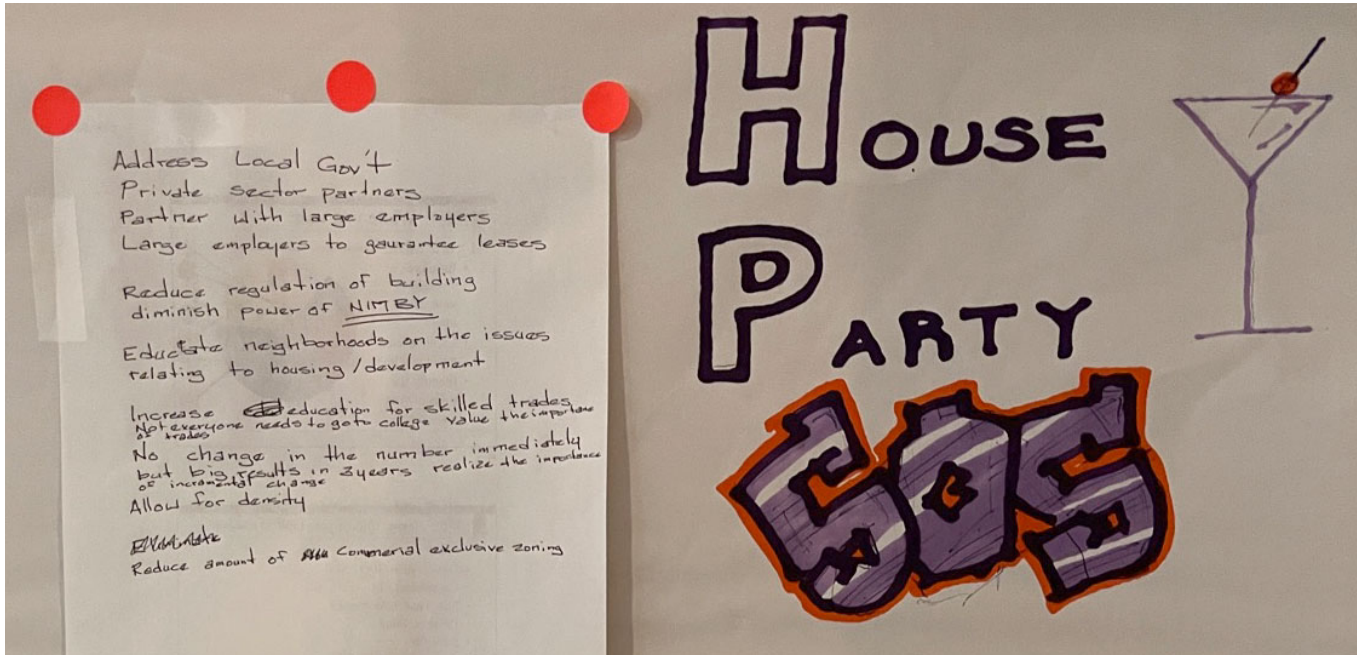 Address Local Gov't
Private sector partners
Partner with large employers
Large employers to gaurantee leases
Reduce regulation of building
diminish power of NIMBY
Eductate neighborhoods on the issues
relating to housing/development
Increase education for skilled trades
Not everyone needs to go to college value the importance
of trades
No change in the number immediately
but big results in 3 years realize the importance
of incramental change
Allow for density
Reduce amount of Commerial exclusive zoning
HOUSE
PARTY
SOS